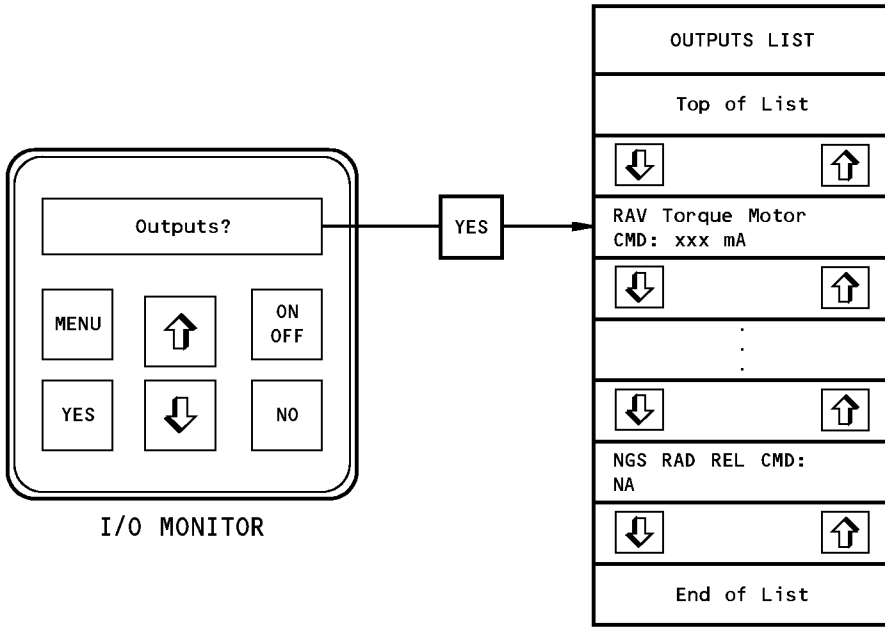 Outputs?
MENU
ON
OFF
YES
NO
I/O MONITOR
YES
OUTPUTS LIST
Top of List
RAV Torque Motor
CMD: xxx mA
.
.
.
NGS RAD REL CMD:
NA
End of List